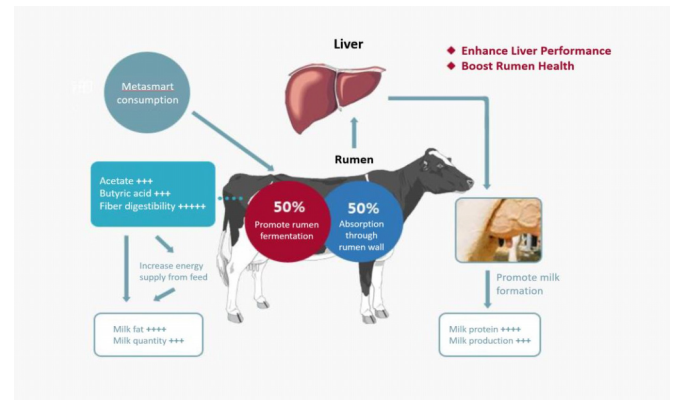 Liver
◆ Enhance Liver Performance
◆ Boost Rumen Health
Metasmart
consumption
Rumen
Acetate +++
Butyric acid +++
Fiber digestibility +++++
50%
Promote rumen
fermentation
50%
Absorption
through
rumen wall
Increase energy
supply from feed
Promote milk
formation
Milk fat ++++
Milk quantity +++
Milk protein ++++
Milk production +++